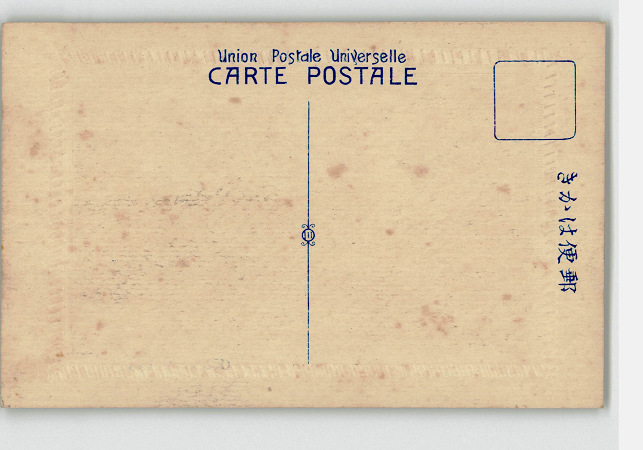 Union Postale Universelle
CARTE POSTALE
郵便はかき